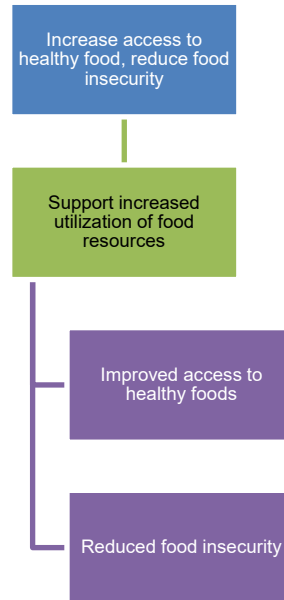 Increase access to
healthy food, reduce food
insecurity
Support increased
utilization of food
resources
Improved access to
healthy foods
Reduced food insecurity